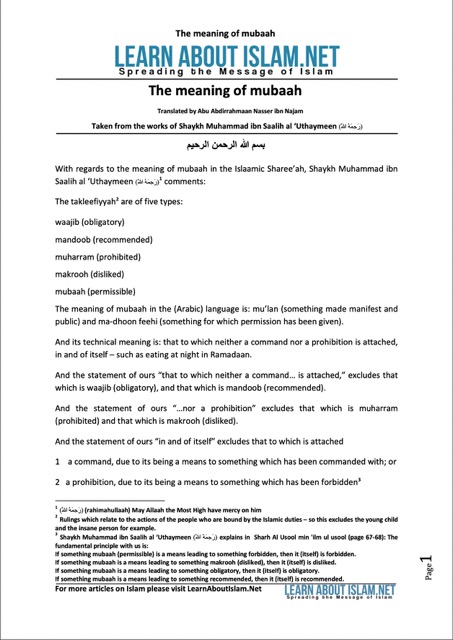 The meaning of mubaah
LEARN ABOUT ISLAM.NET
Spreading the Message of Islam
The meaning of mubaah
Translated by Abu Abdirrahmaan Nasser ibn Najam
Taken from the works of Shaykh Muhammad ibn Saalih al ‘Uthaymeen (رَحِمَهُ اللهُ)
بسم الله الرحمن الرحيم
With regards to the meaning of mubaah in the Islaamic Sharee’ah, Shaykh Muhammad ibn
Saalih al ‘Uthaymeen (رَحِمَهُ اللهُ)¹ comments:
The takleefiyyah² are of five types:
waajib (obligatory)
mandoob (recommended)
muharram (prohibited)
makrooh (disliked)
mubaah (permissible)
The meaning of mubaah in the (Arabic) language is: mu’lan (something made manifest and
public) and ma-dhoon feehi (something for which permission has been given).
And its technical meaning is: that to which neither a command nor a prohibition is attached,
in and of itself – such as eating at night in Ramadaan.
And the statement of ours “that to which neither a command… is attached,” excludes that
which is waajib (obligatory), and that which is mandoob (recommended).
And the statement of ours “…nor a prohibition” excludes that which is muharram
(prohibited) and that which is makrooh (disliked).
And the statement of ours “in and of itself” excludes that to which is attached
1 a command, due to its being a means to something which has been commanded with; or
2 a prohibition, due to its being a means to something which has been forbidden³
¹ (رَحِمَهُ اللهُ) (rahimahullaah) May Allaah the Most High have mercy on him
² Rulings which relate to the actions of the people who are bound by the Islamic duties – so this excludes the young child
and the insane person for example.
³ Shaykh Muhammad ibn Saalih al ‘Uthaymeen (رَحِمَهُ اللهُ) explains in Sharh Al Usool min ‘ilm ul usool (page 67-68): The
fundamental principle with us is:
If something mubaah (permissible) is a means leading to something forbidden, then it (itself) is forbidden.
If something mubaah is a means leading to something makrooh (disliked), then it (itself) is disliked.
If something mubaah is a means leading to something obligatory, then it (itself) is obligatory.
If something mubaah is a means leading to something recommended, then it (itself) is recommended.
For more articles on Islam please visit LearnAboutIslam.Net
LEARN ABOUT ISLAM.NET
Spreading the Message of Islam
Page 1